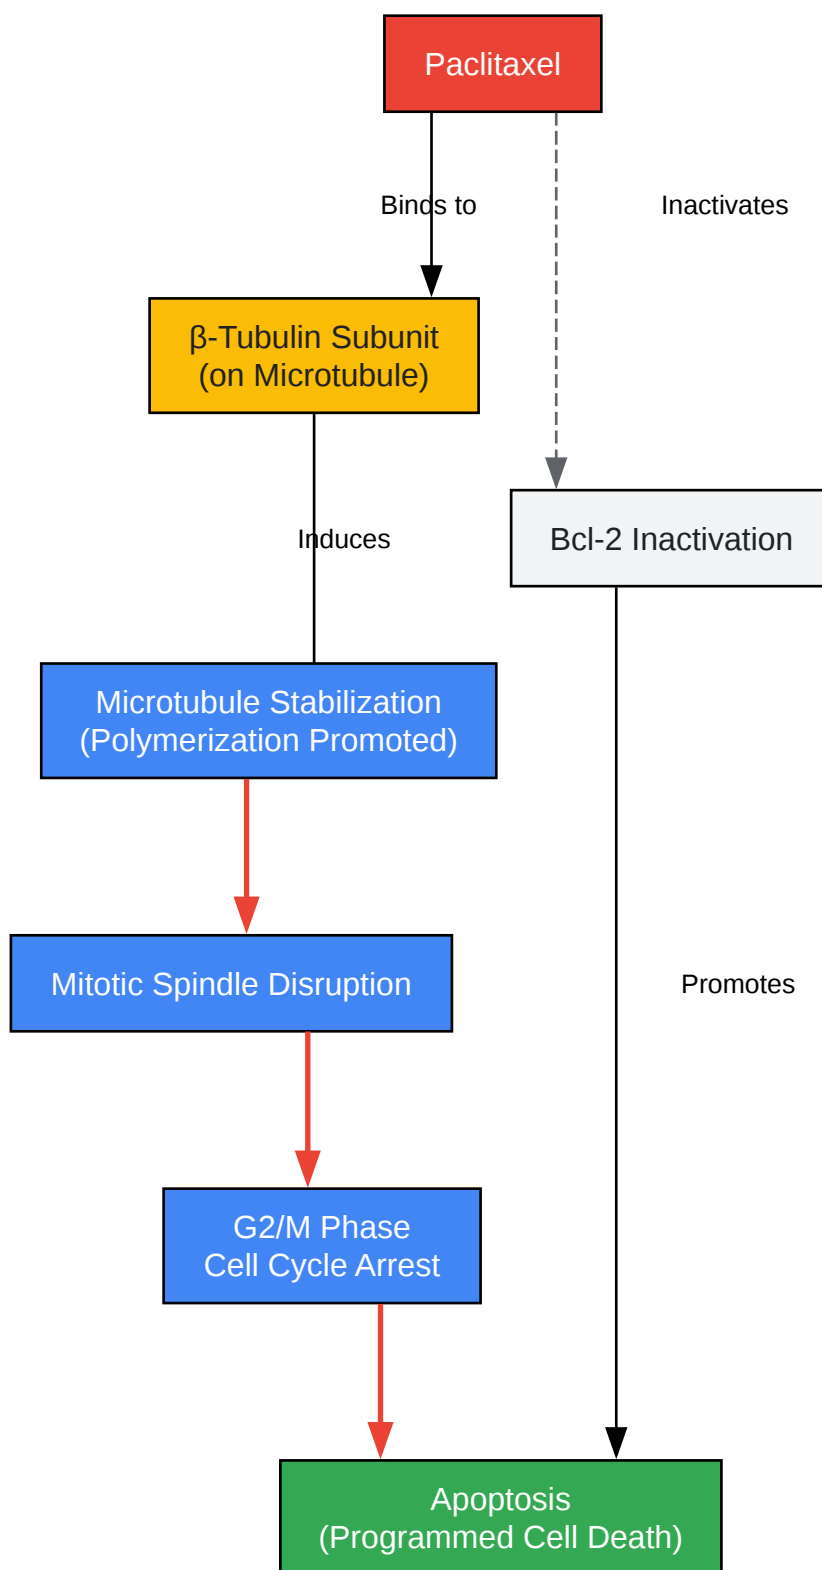 Paclitaxel
Binds to
Inactivates
β-Tubulin Subunit
(on Microtubule)
Induces
Bcl-2 Inactivation
Microtubule Stabilization
(Polymerization Promoted)
Mitotic Spindle Disruption
Promotes
G2/M Phase
Cell Cycle Arrest
Apoptosis
(Programmed Cell Death)